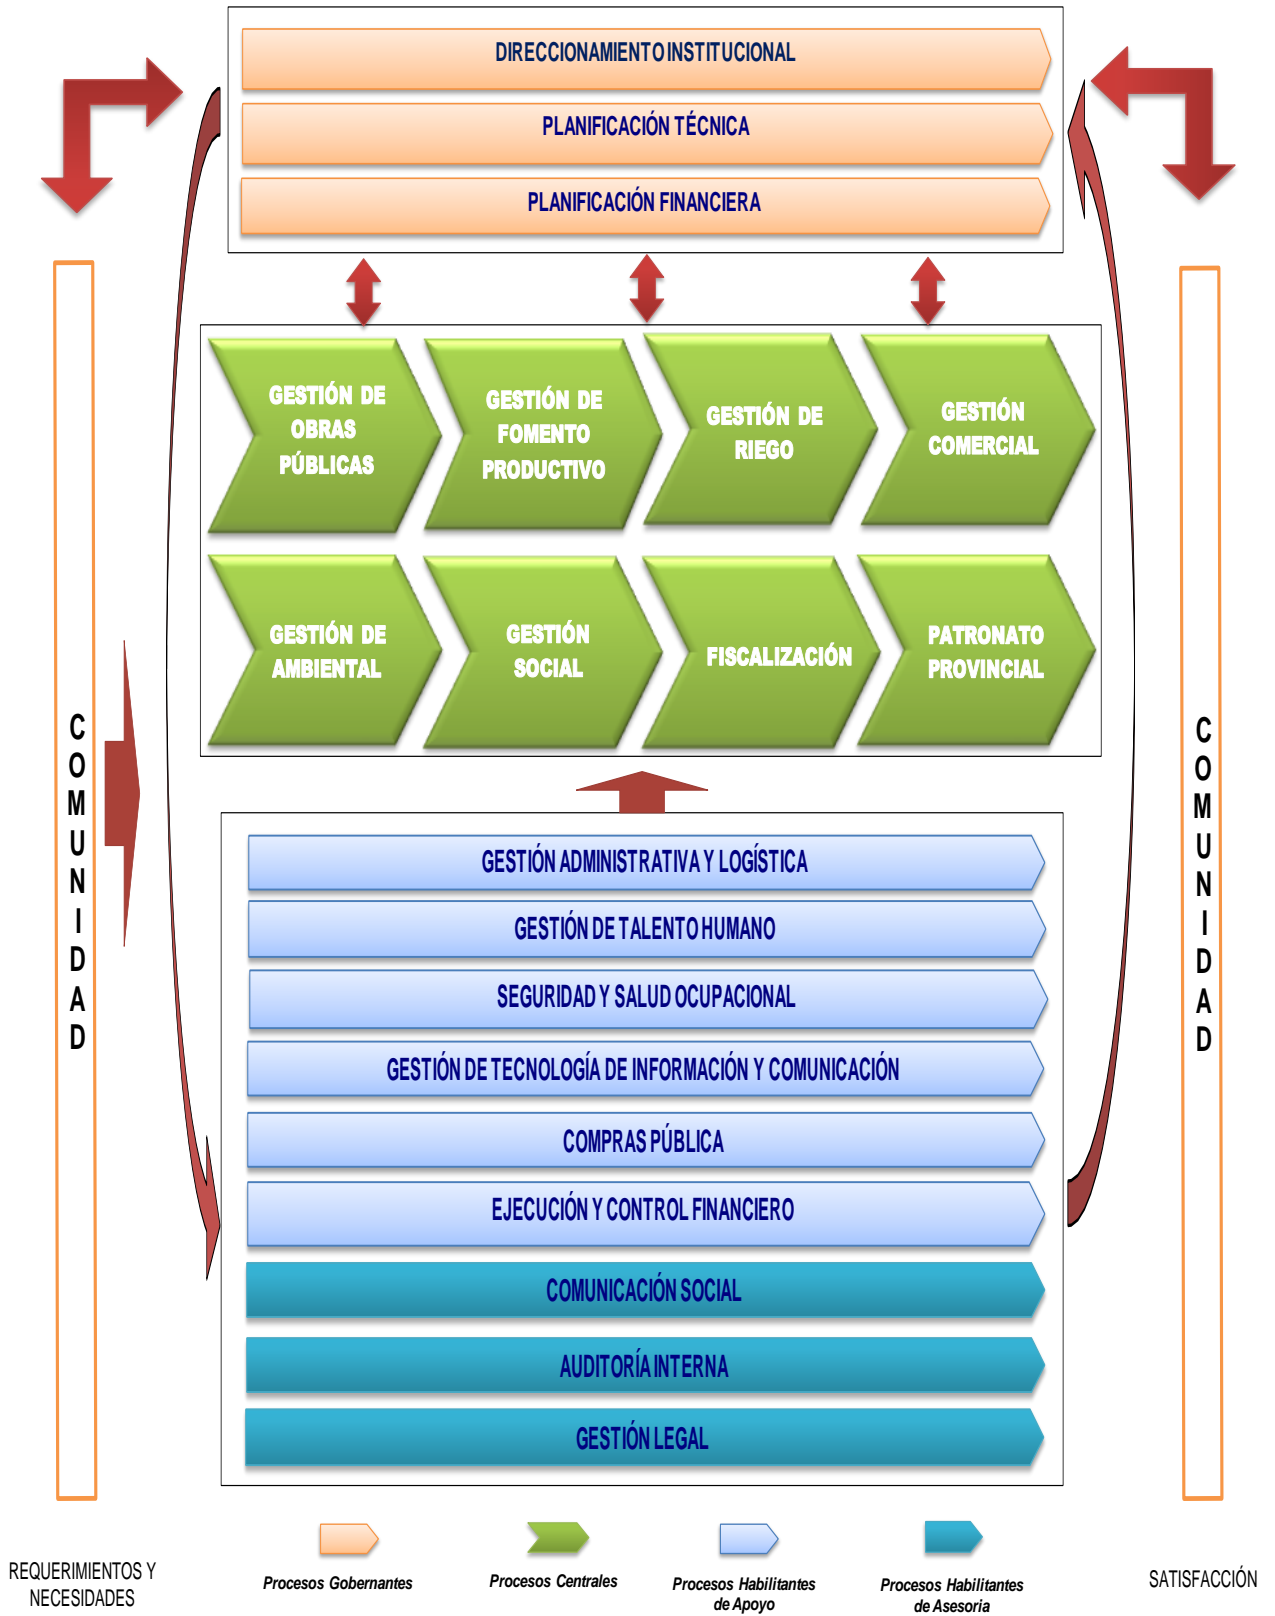 DIRECCIONAMIENTO INSTITUCIONAL
PLANIFICACIÓN TÉCNICA
PLANIFICACIÓN FINANCIERA
GESTIÓN DE
OBRAS
PÚBLICAS
GESTIÓN DE
FOMENTO
PRODUCTIVO
GESTIÓN DE
RIEGO
GESTIÓN
COMERCIAL
GESTIÓN DE
AMBIENTAL
GESTIÓN
SOCIAL
FISCALIZACIÓN
PATRONATO
PROVINCIAL
COMUNIDAD
COMUNIDAD
GESTIÓN ADMINISTRATIVA Y LOGÍSTICA
GESTIÓN DE TALENTO HUMANO
SEGURIDAD Y SALUD OCUPACIONAL
GESTIÓN DE TECNOLOGÍA DE INFORMACIÓN Y COMUNICACIÓN
COMPRAS PÚBLICA
EJECUCIÓN Y CONTROL FINANCIERO
COMUNICACIÓN SOCIAL
AUDITORÍA INTERNA
GESTIÓN LEGAL
REQUERIMIENTOS Y
NECESIDADES
Procesos Gobernantes
Procesos Centrales
Procesos Habilitantes
de Apoyo
Procesos Habilitantes
de Asesoria
SATISFACCIÓN